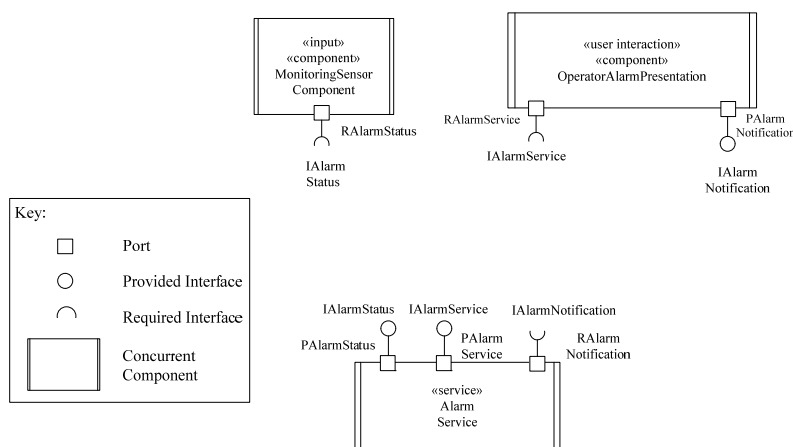 «input»
«component»
MonitoringSensor
Component
RAlarmStatus
IAlarm
Status
«user interaction»
«component»
OperatorAlarmPresentation
RAlarmService
IAlarmService
PAlarm
Notification
IAlarm
Notification
Key:
Port
Provided Interface
Required Interface
Concurrent
Component
IAlarmStatus
IAlarmService
IAlarmNotification
PAlarmStatus
PAlarm
Service
RAlarm
Notification
«service»
Alarm
Service